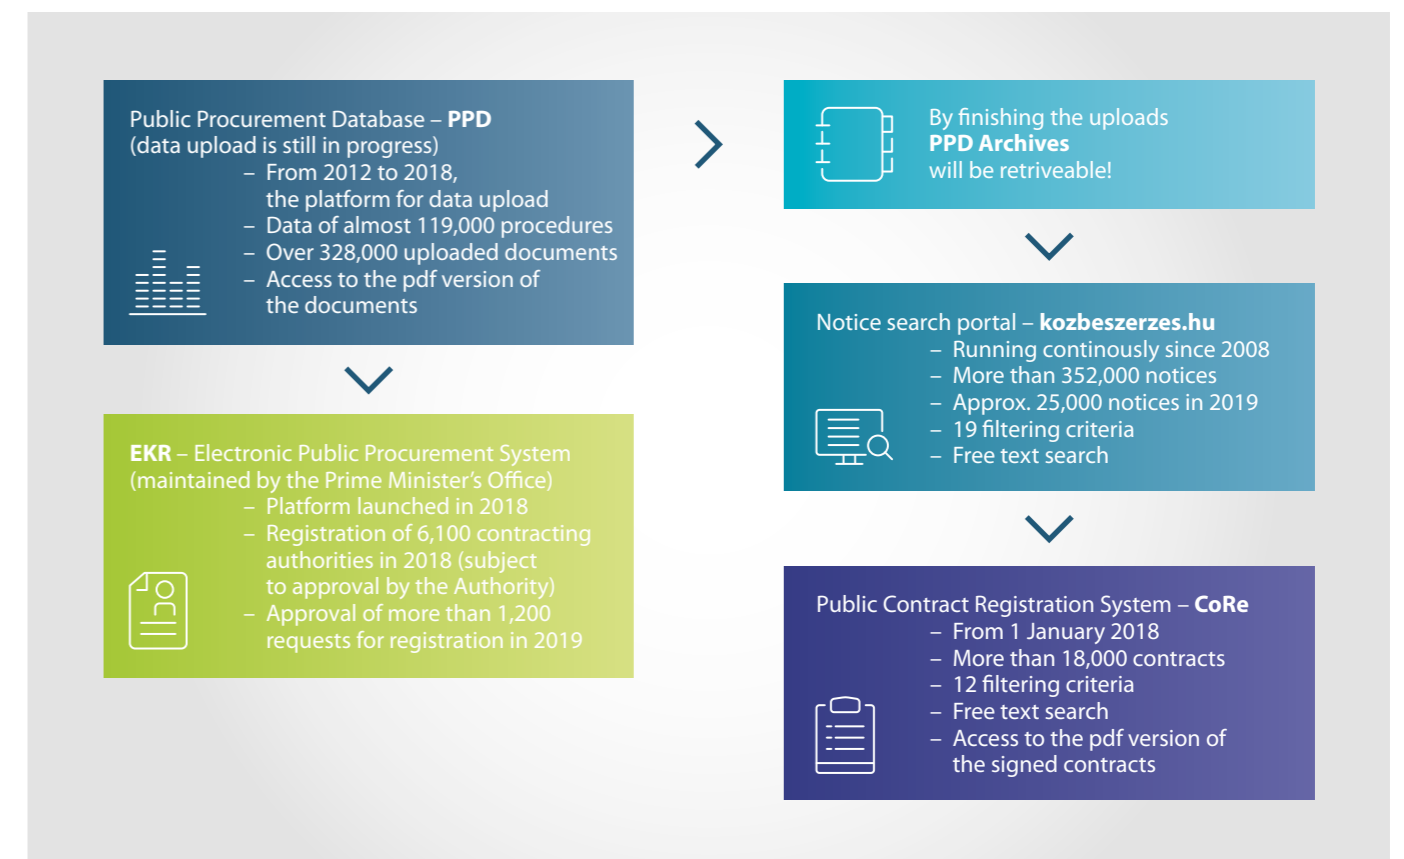 Public Procurement Database – PPD
(data upload is still in progress)
– From 2012 to 2018,
the platform for data upload
– Data of almost 119,000 procedures
– Over 328,000 uploaded documents
– Access to the pdf version of
the documents
By finishing the uploads
PPD Archives
will be retriveable!
Notice search portal – kozbeszerzes.hu
– Running continously since 2008
– More than 352,000 notices
– Approx. 25,000 notices in 2019
– 19 filtering criteria
– Free text search
EKR – Electronic Public Procurement System
(maintained by the Prime Minister’s Office)
– Platform launched in 2018
– Registration of 6,100 contracting
authorities in 2018 (subject
to approval by the Authority)
– Approval of more than 1,200
requests for registration in 2019
Public Contract Registration System – CoRe
– From 1 January 2018
– More than 18,000 contracts
– 12 filtering criteria
– Free text search
– Access to the pdf version of
the signed contracts